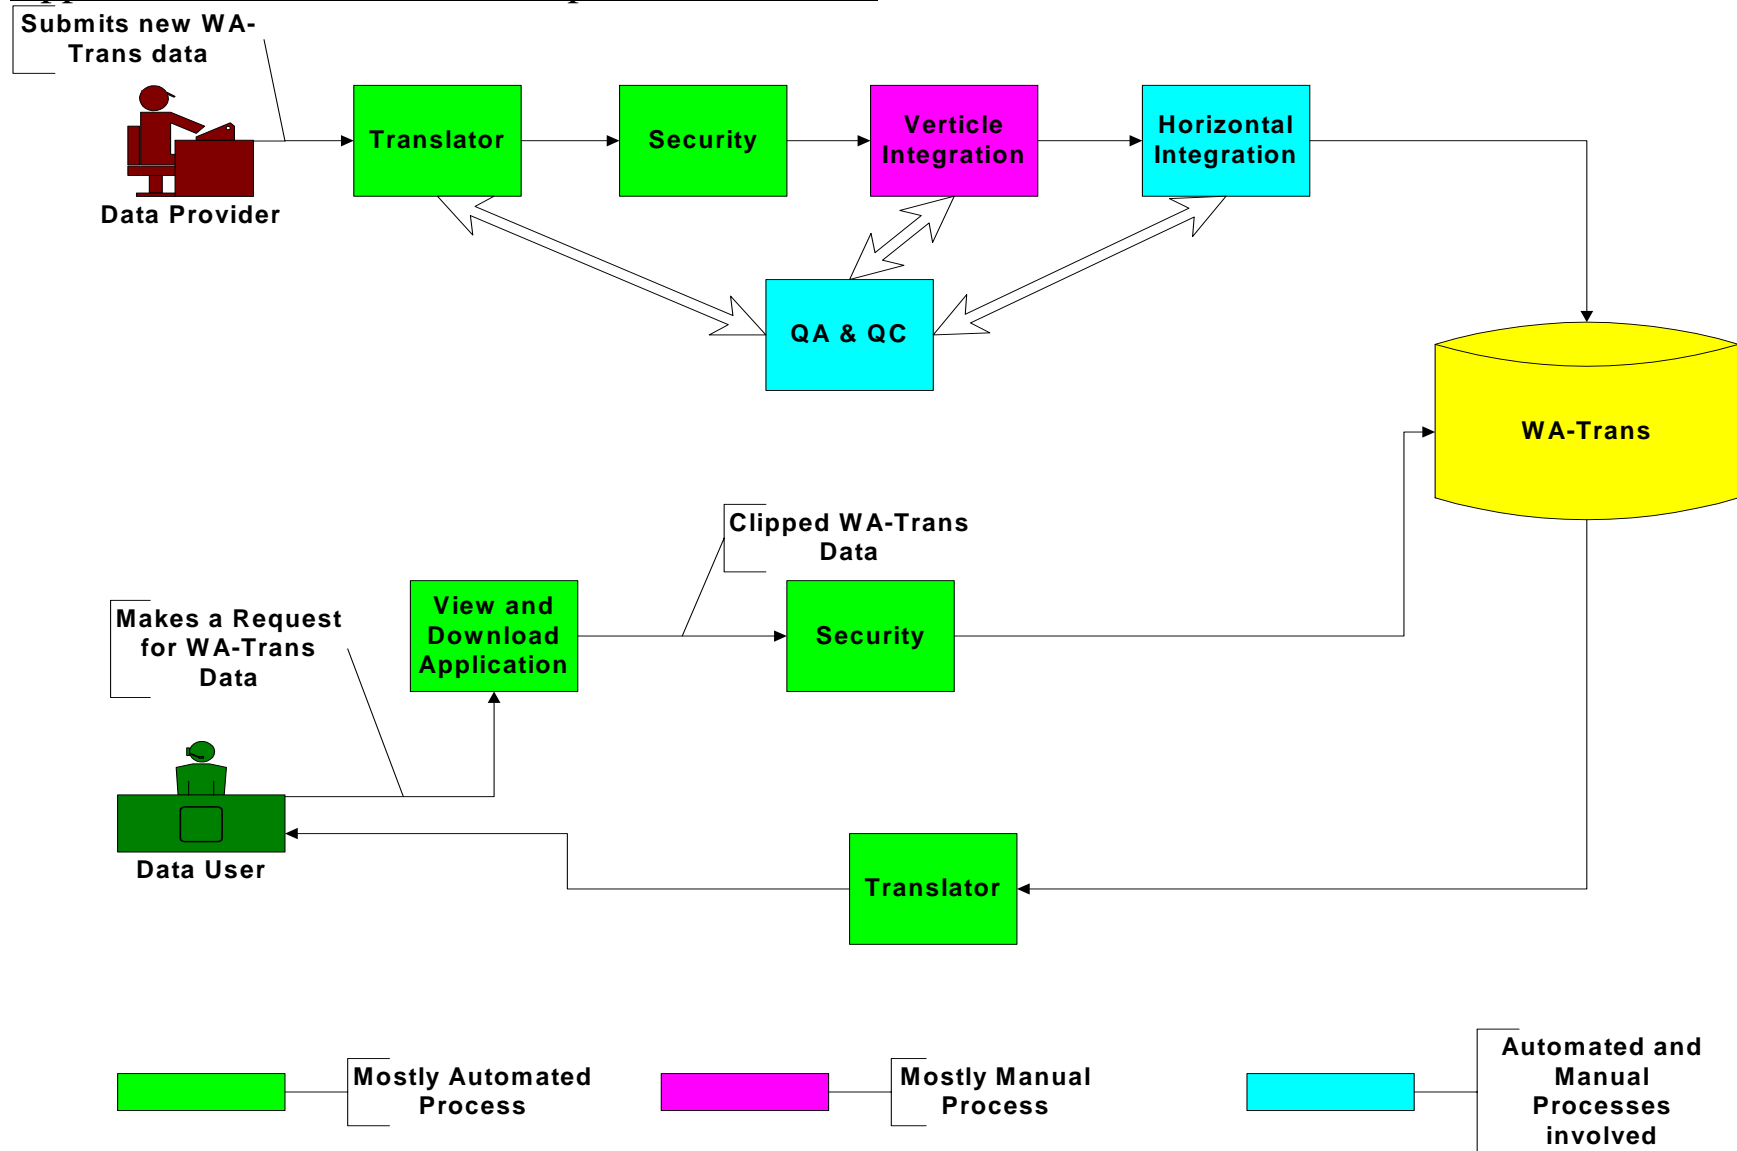 Submits new WA-
Trans data
Translator
Security
Verticle
Integration
Horizontal
Integration
Data Provider
QA & QC
WA-Trans
Clipped WA-Trans
Data
View and
Download
Application
Security
Makes a Request
for WA-Trans
Data
Data User
Translator
Mostly Automated
Process
Mostly Manual
Process
Automated and
Manual
Processes
involved